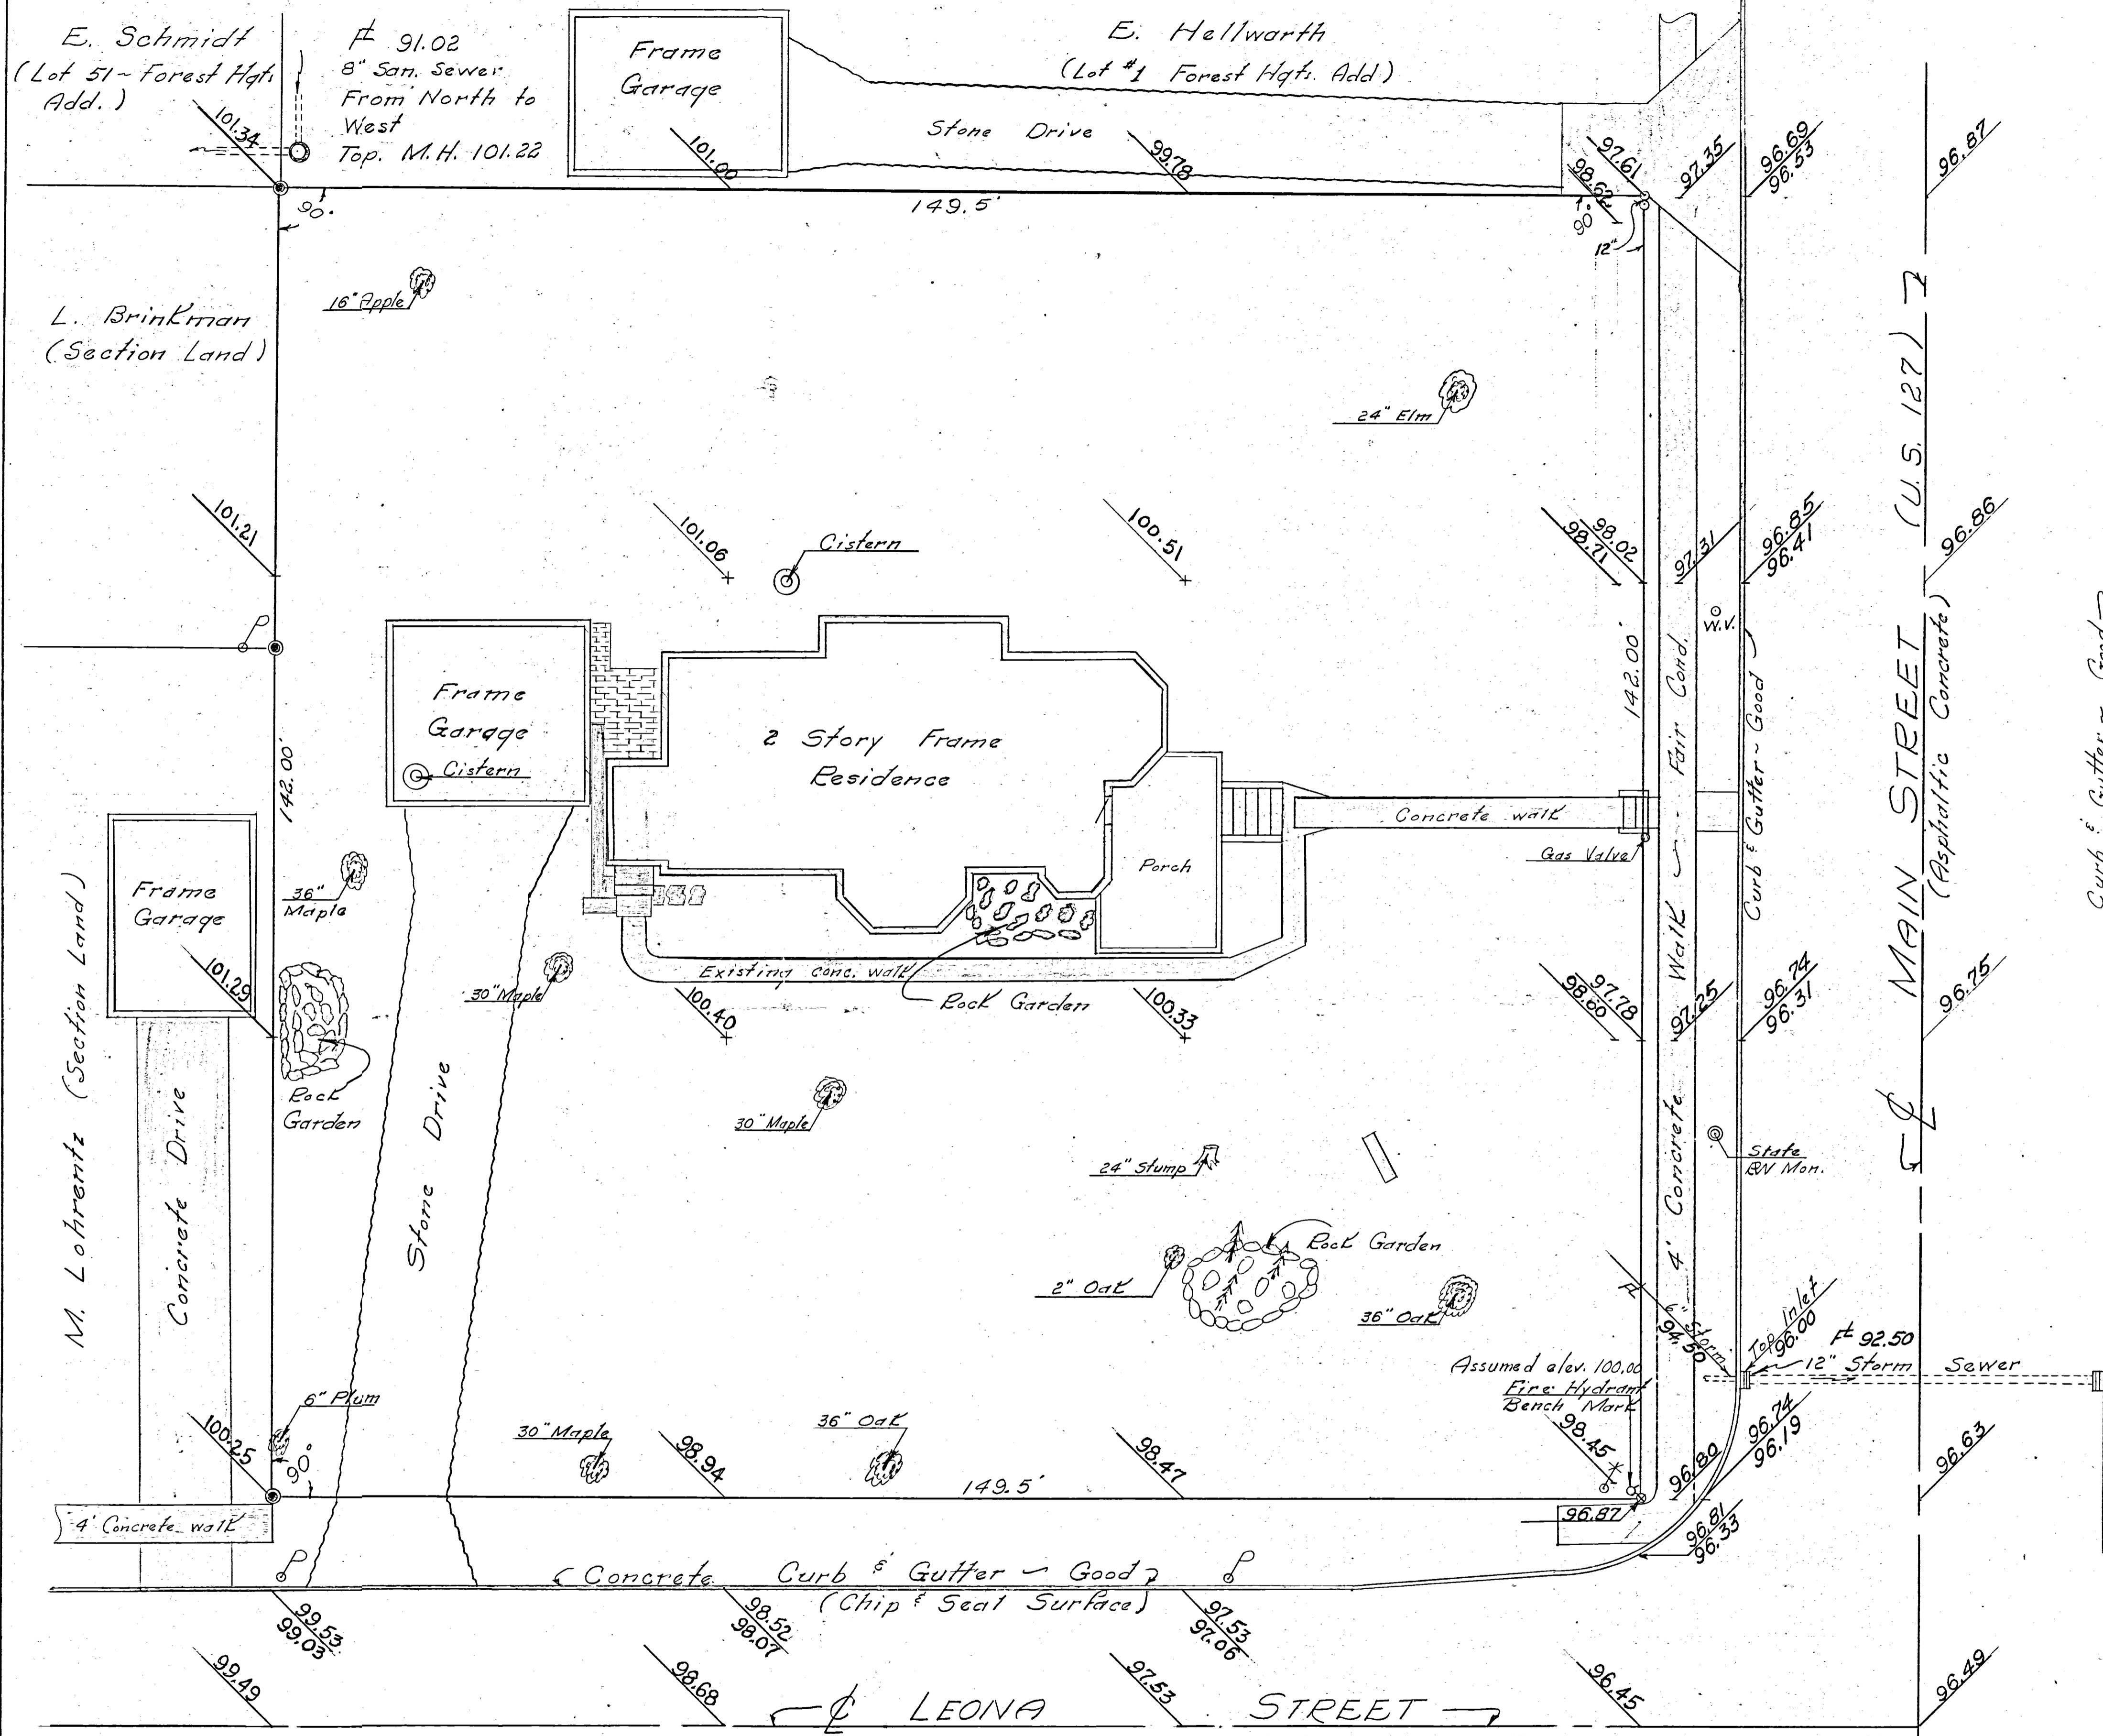 E. Schmidt
(Lot 51 ~ Forest Hgts.
Add.)
℄ 91.02
8" San. Sewer
From North to
West
Top. M.H. 101.22
Frame
Garage
E. Hellwarth
(Lot #1 Forest Hgts. Add)
Stone Drive
101.34
101.00
99.78
98.62
97.61
97.35
96.69
96.53
96.87
90°
149.5'
90°
12"
16" Apple
L. Brinkman
(Section Land)
24" Elm
101.21
101.06
Cistern
100.51
98.71
98.02
97.31
96.85
96.41
96.86
W.V.
Frame
Garage
Cistern
2 Story Frame
Residence
Porch
Concrete walk
Gas Valve
142.00'
142.00'
4' Concrete Walk ~ Fair Cond.
Curb & Gutter ~ Good
MAIN STREET (U.S. 127)
(Asphaltic Concrete)
℄
Curb & Gutter ~ Good
36"
Maple
Frame
Garage
M. Lohrentz (Section Land)
101.29
30" Maple
Existing conc. walk
Rock Garden
100.40
100.33
98.60
97.78
97.25
96.74
96.31
96.75
Rock
Garden
Concrete Drive
Stone Drive
30" Maple
24" Stump
State
R/W Mon.
2" Oak
Rock Garden
36" Oak
6" Storm
94.50
Top Inlet
96.00
92.50
12" Storm Sewer
Assumed elev. 100.00
Fire Hydrant
Bench Mark
6" Plum
100.25
90°
30" Maple
98.94
36" Oak
98.47
98.45
96.80
96.74
96.19
96.63
149.5'
96.87
96.81
96.33
4' Concrete walk
Concrete Curb & Gutter ~ Good
(Chip & Seal Surface)
99.53
99.03
98.52
98.07
97.53
97.06
99.49
98.68
97.53
96.45
96.49
℄ LEONA STREET